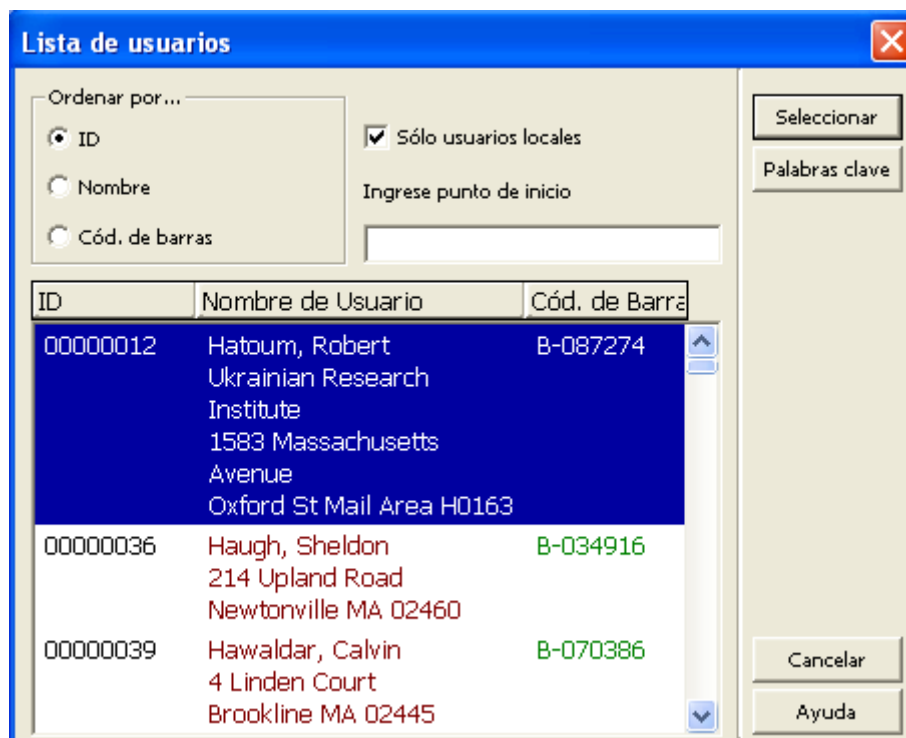 Lista de usuarios
Ordenar por...
ID
Nombre
Cód. de barras
Sólo usuarios locales
Ingrese punto de inicio
Seleccionar
Palabras clave
ID Nombre de Usuario Cód. de Barra
00000012 Hatoum, Robert B-087274
Ukrainian Research
Institute
1583 Massachusetts
Avenue
Oxford St Mail Area H0163
00000036 Haugh, Sheldon B-034916
214 Upland Road
Newtonville MA 02460
00000039 Hawaldar, Calvin B-070386
4 Linden Court
Brookline MA 02445
Cancelar
Ayuda